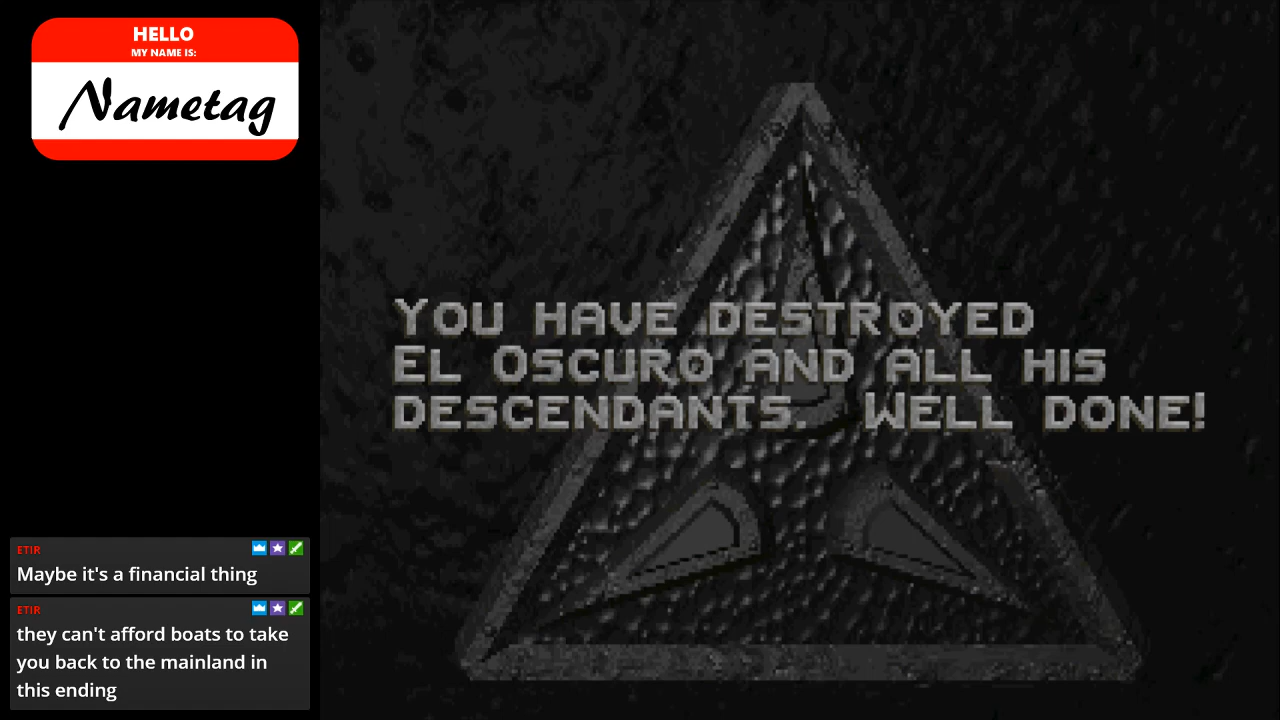 HELLO
MY NAME IS:
Nametag
YOU HAVE DESTROYED
EL OSCURO AND ALL HIS
DESCENDANTS. WELL DONE!
ETIR
Maybe it's a financial thing
ETIR
they can't afford boats to take
you back to the mainland in
this ending